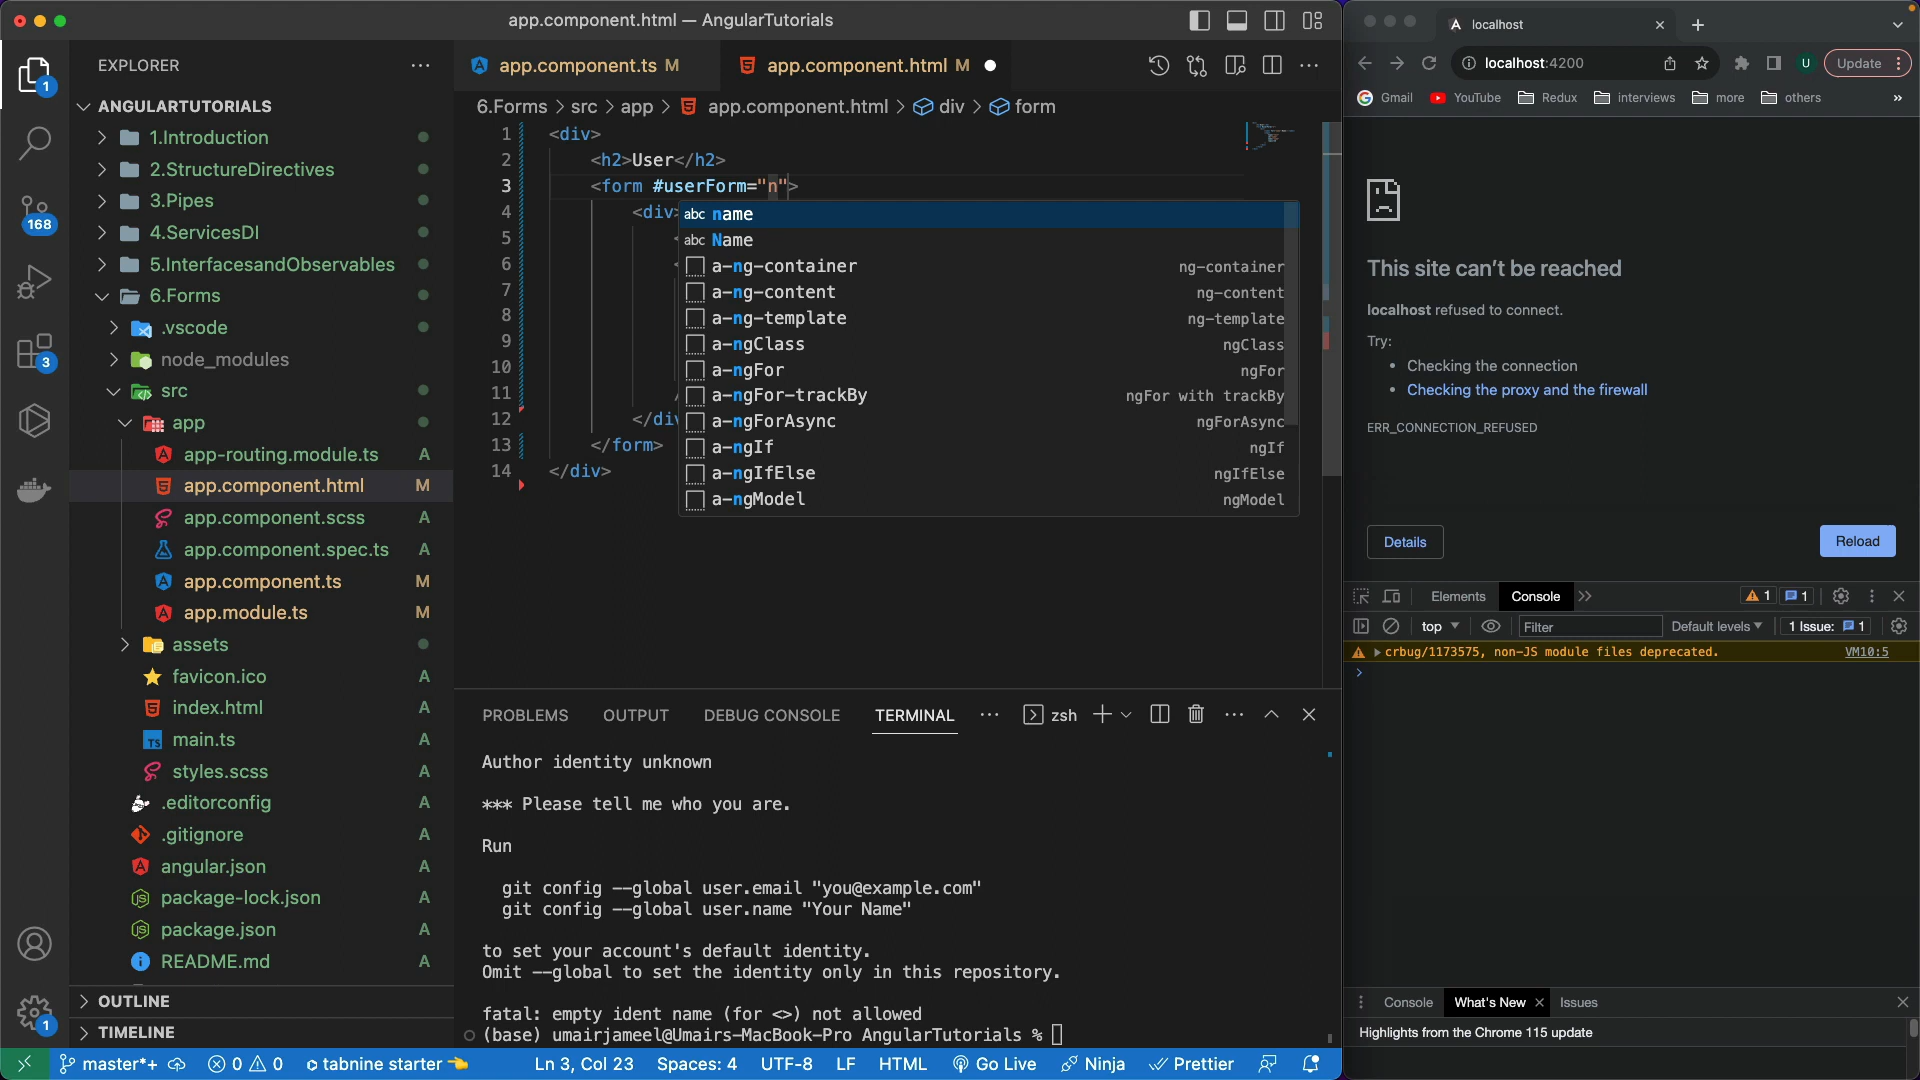 app.component.html — AngularTutorials
EXPLORER
ANGULARTUTORIALS
1.Introduction
2.StructureDirectives
3.Pipes
4.ServicesDI
5.InterfacesandObservables
6.Forms
.vscode
node_modules
src
app
app-routing.module.ts A
app.component.html M
app.component.scss A
app.component.spec.ts A
app.component.ts M
app.module.ts M
assets
favicon.ico A
index.html A
main.ts A
styles.scss A
.editorconfig A
.gitignore A
angular.json A
package-lock.json A
package.json A
README.md A
OUTLINE
TIMELINE
1
168
3
1
app.component.ts M
app.component.html M
6.Forms > src > app > app.component.html > div > form
1 <div>
2 <h2>User</h2>
3 <form #userForm="n">
4 <div>
5 <
6 <
7
8
9
10
11 /
12 </div
13 </form>
14 </div>
abc name
abc Name
a-ng-container ng-container
a-ng-content ng-content
a-ng-template ng-template
a-ngClass ngClass
a-ngFor ngFor
a-ngFor-trackBy ngFor with trackBy
a-ngForAsync ngForAsync
a-ngIf ngIf
a-ngIfElse ngIfElse
a-ngModel ngModel
PROBLEMS OUTPUT DEBUG CONSOLE TERMINAL ··· zsh
Author identity unknown
*** Please tell me who you are.
Run
git config --global user.email "you@example.com"
git config --global user.name "Your Name"
to set your account's default identity.
Omit --global to set the identity only in this repository.
fatal: empty ident name (for <>) not allowed
(base) umairjameel@Umairs-MacBook-Pro AngularTutorials %
master*+ 0 0 tabnine starter Ln 3, Col 23 Spaces: 4 UTF-8 LF HTML Go Live Ninja Prettier
localhost
localhost:4200 U Update
Gmail YouTube Redux interviews more others »
This site can't be reached
localhost refused to connect.
Try:
• Checking the connection
• Checking the proxy and the firewall
ERR_CONNECTION_REFUSED
Details Reload
Elements Console 1 1
top Filter Default levels 1 Issue: 1
crbug/1173575, non-JS module files deprecated. VM10:5
Console What's New Issues
Highlights from the Chrome 115 update